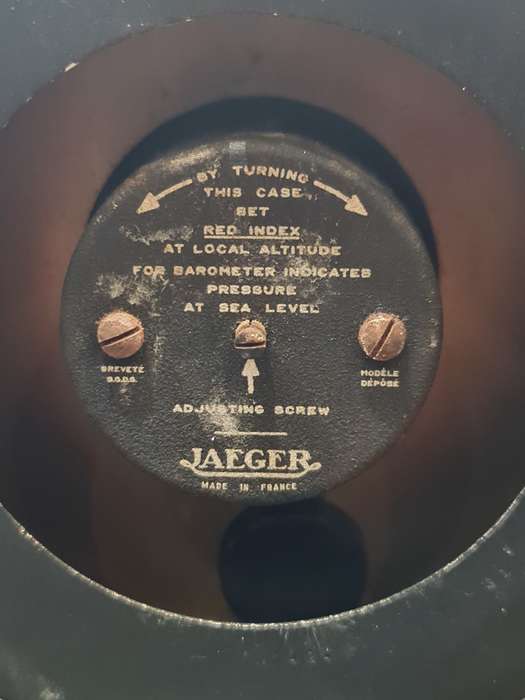 BY TURNING
THIS CASE
SET
RED INDEX
AT LOCAL ALTITUDE
FOR BAROMETER INDICATES
PRESSURE
AT SEA LEVEL
BREVETÉ
S.G.D.G.
MODÈLE
DÉPOSÉ
ADJUSTING SCREW
JAEGER
MADE IN FRANCE